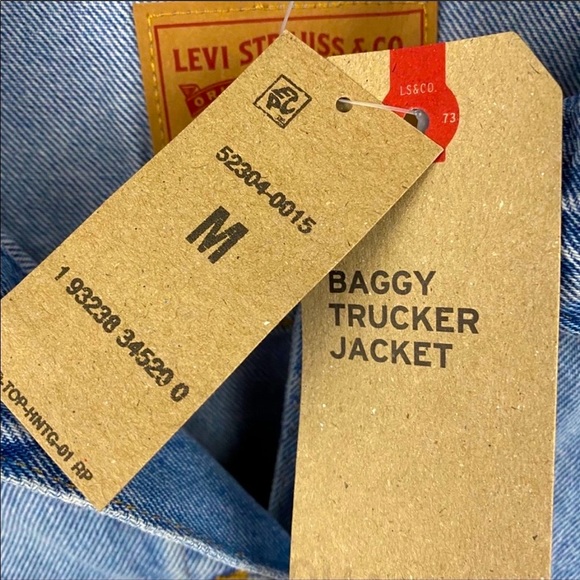 LEVI STRAUSS & CO
LS&CO.
73
52304-0015
M
1 93238 34520 0
-TOP-HNTG-01 RP
BAGGY
TRUCKER
JACKET